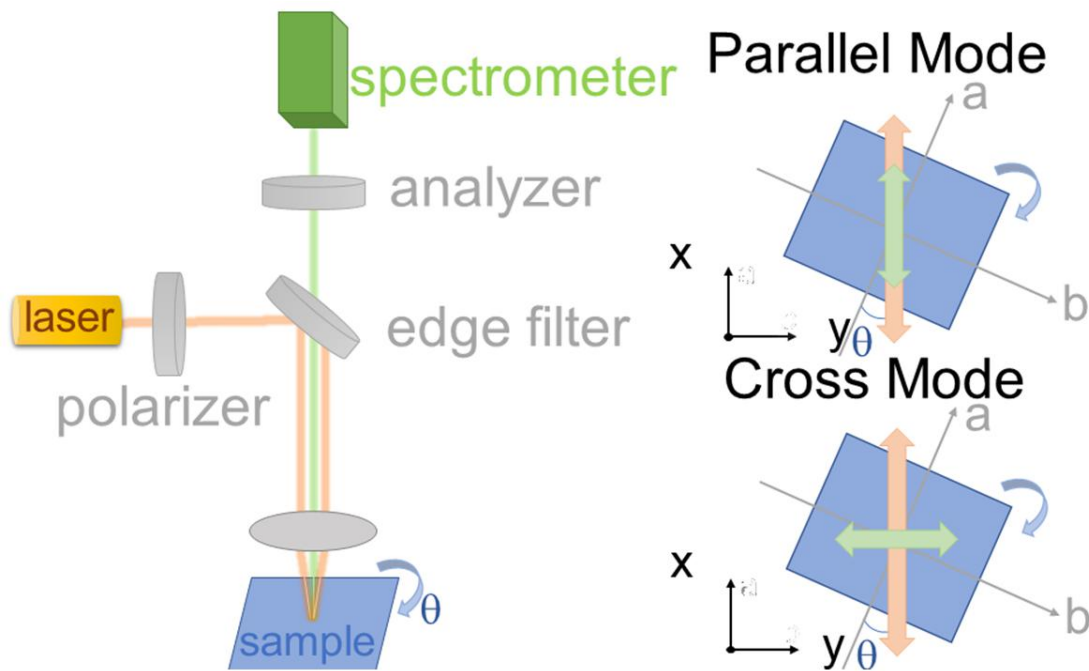 spectrometer
analyzer
laser
edge filter
polarizer
sample
θ
Parallel Mode
a
x
b
y
θ
Cross Mode
a
x
b
y
θ